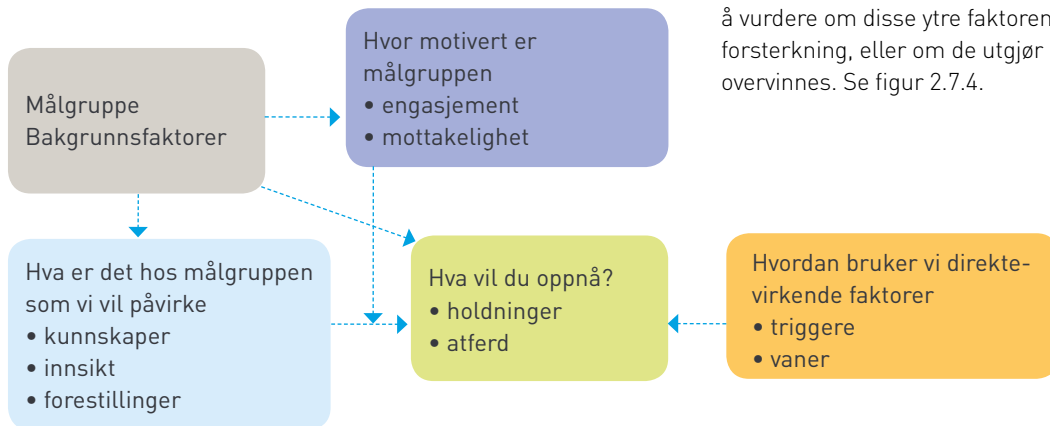 å vurdere om disse ytre faktoren
forsterkning, eller om de utgjør
overvinnes. Se figur 2.7.4.
Målgruppe
Bakgrunnsfaktorer
Hvor motivert er
målgruppen
• engasjement
• mottakelighet
Hva er det hos målgruppen
som vi vil påvirke
• kunnskaper
• innsikt
• forestillinger
Hva vil du oppnå?
• holdninger
• atferd
Hvordan bruker vi direkte-
virkende faktorer
• triggere
• vaner